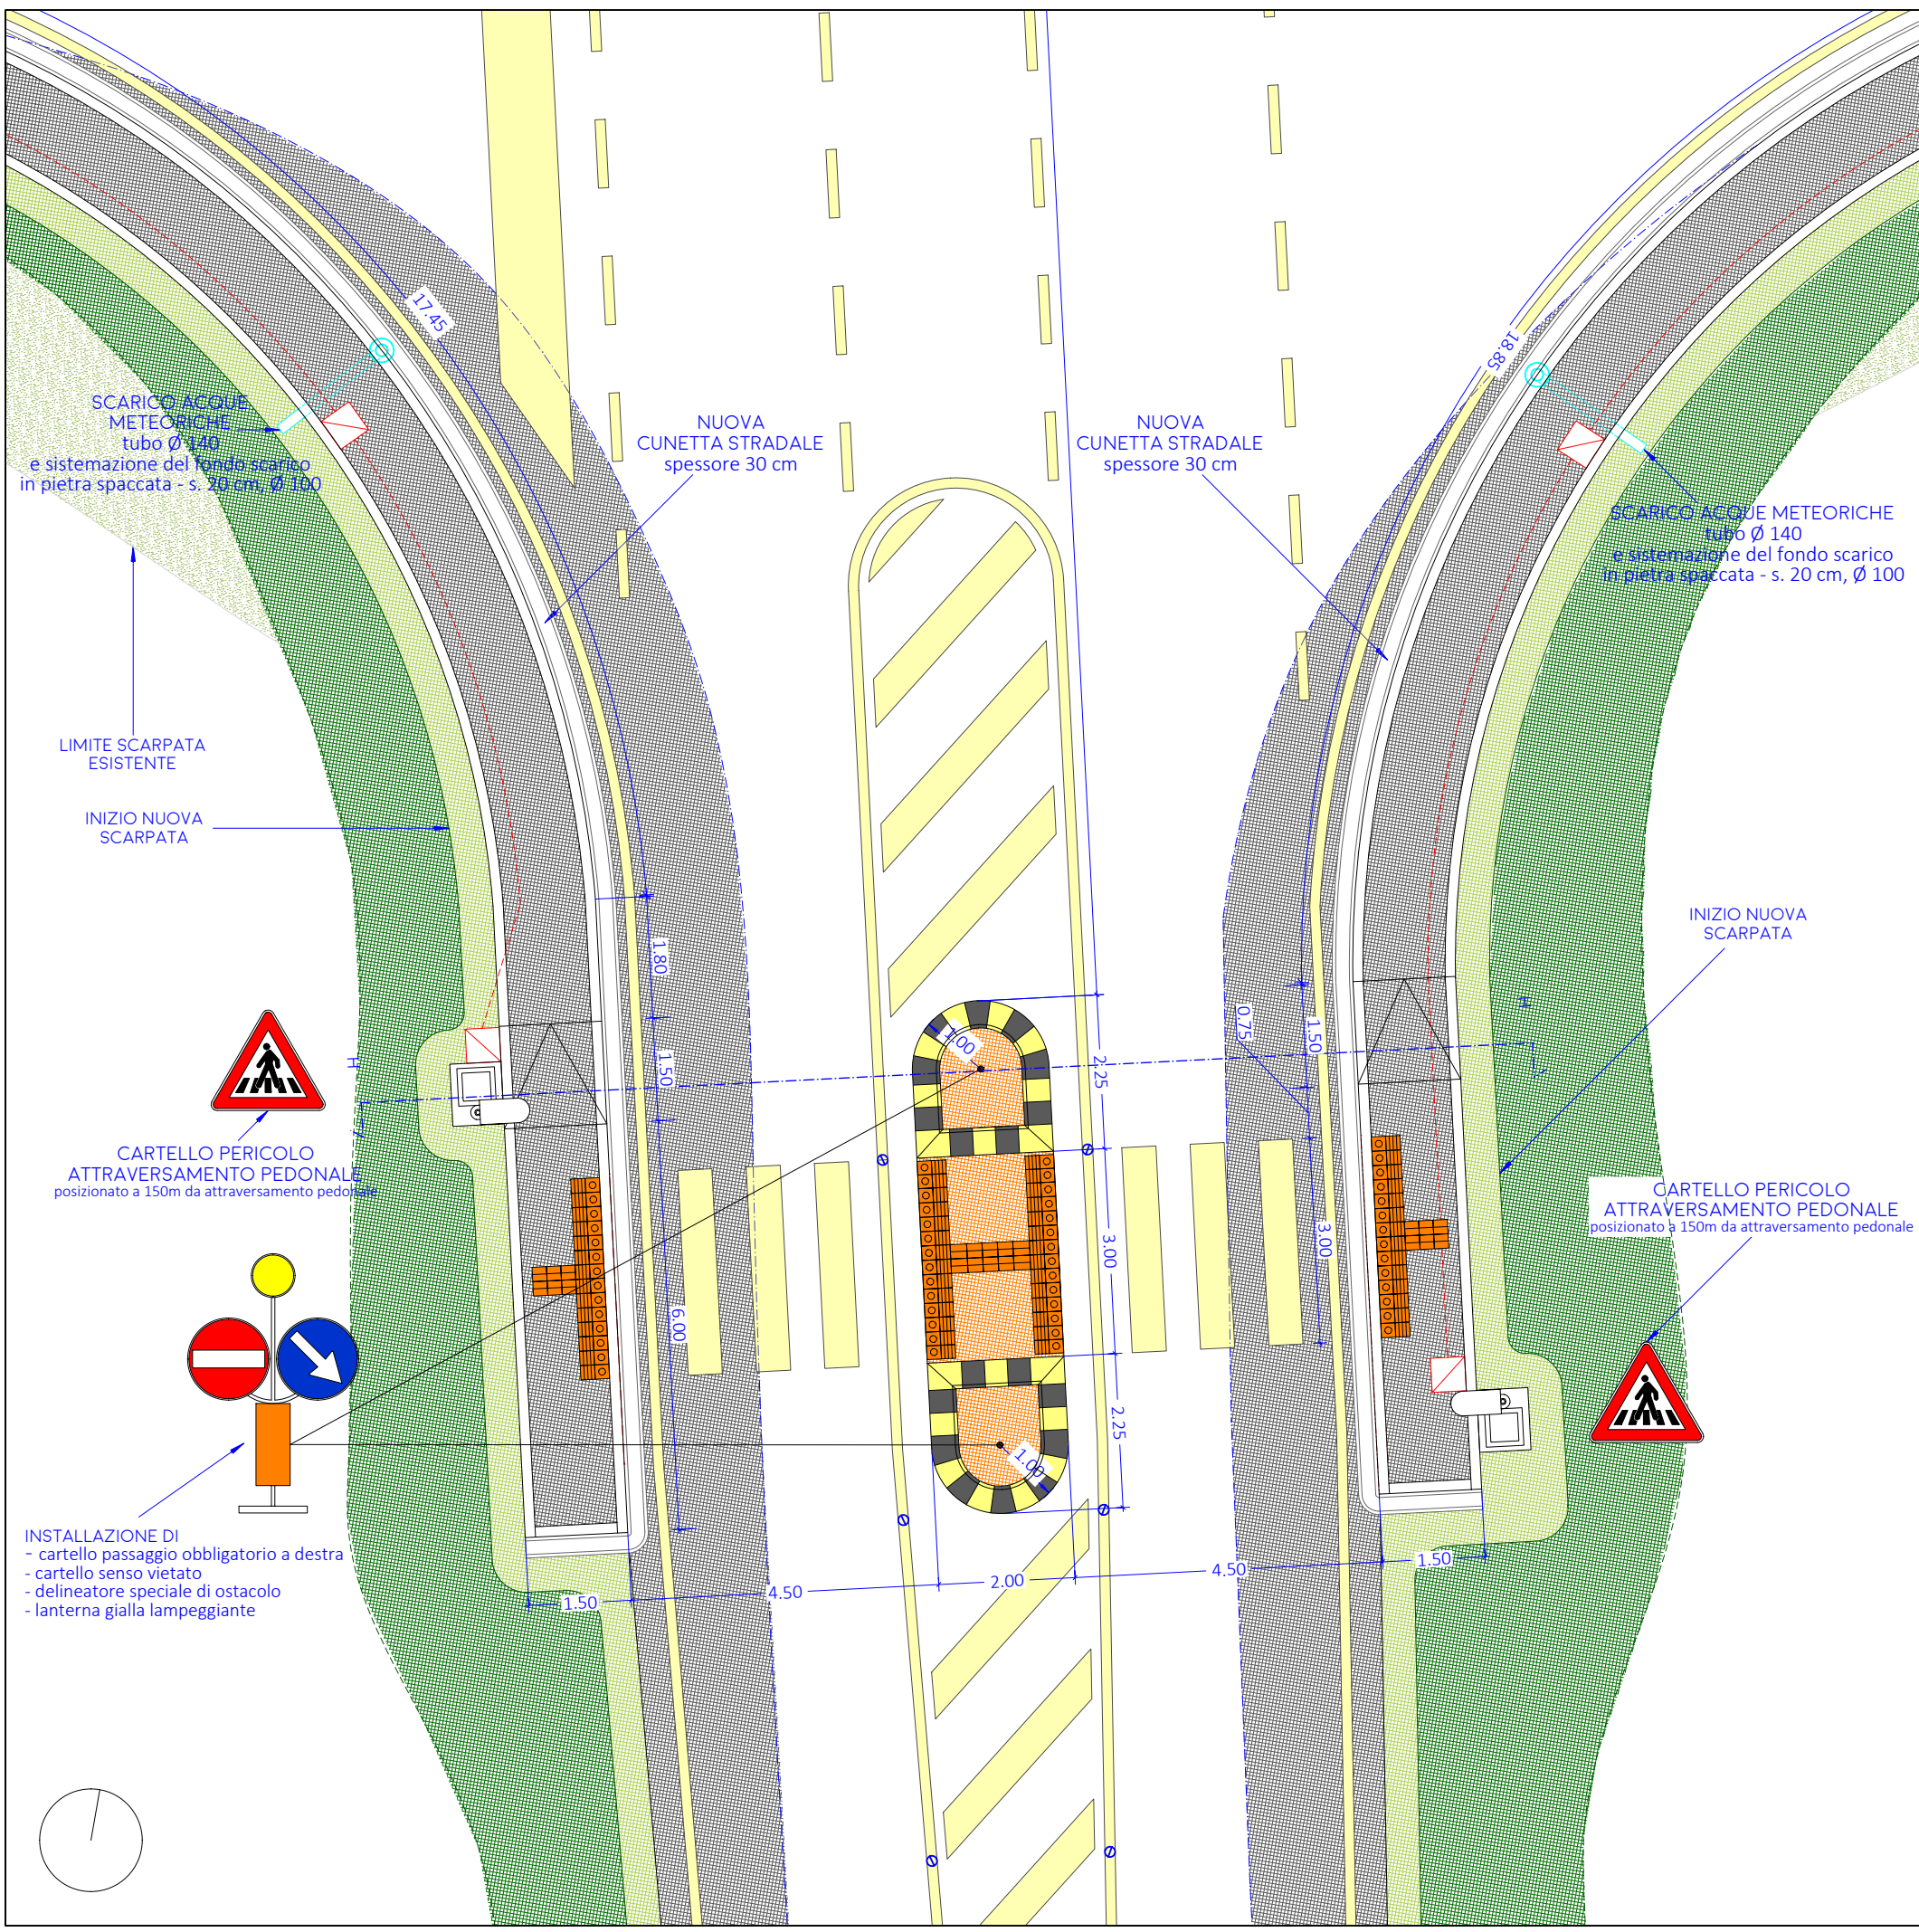 17.45
18.85
SCARICO ACQUE
METEORICHE
tubo Ø 140
e sistemazione del fondo scarico
in pietra spaccata - s. 20 cm, Ø 100
NUOVA
CUNETTA STRADALE
spessore 30 cm
NUOVA
CUNETTA STRADALE
spessore 30 cm
SCARICO ACQUE METEORICHE
tubo Ø 140
e sistemazione del fondo scarico
in pietra spaccata - s. 20 cm, Ø 100
LIMITE SCARPATA
ESISTENTE
INIZIO NUOVA
SCARPATA
INIZIO NUOVA
SCARPATA
1.80
1.50
1.00
2.25
0.75
1.50
H
H
CARTELLO PERICOLO
ATTRAVERSAMENTO PEDONALE
posizionato a 150m da attraversamento pedonale
CARTELLO PERICOLO
ATTRAVERSAMENTO PEDONALE
posizionato a 150m da attraversamento pedonale
3.00
3.00
6.00
2.25
1.00
INSTALLAZIONE DI
- cartello passaggio obbligatorio a destra
- cartello senso vietato
- delineatore speciale di ostacolo
- lanterna gialla lampeggiante
1.50
4.50
2.00
4.50
1.50